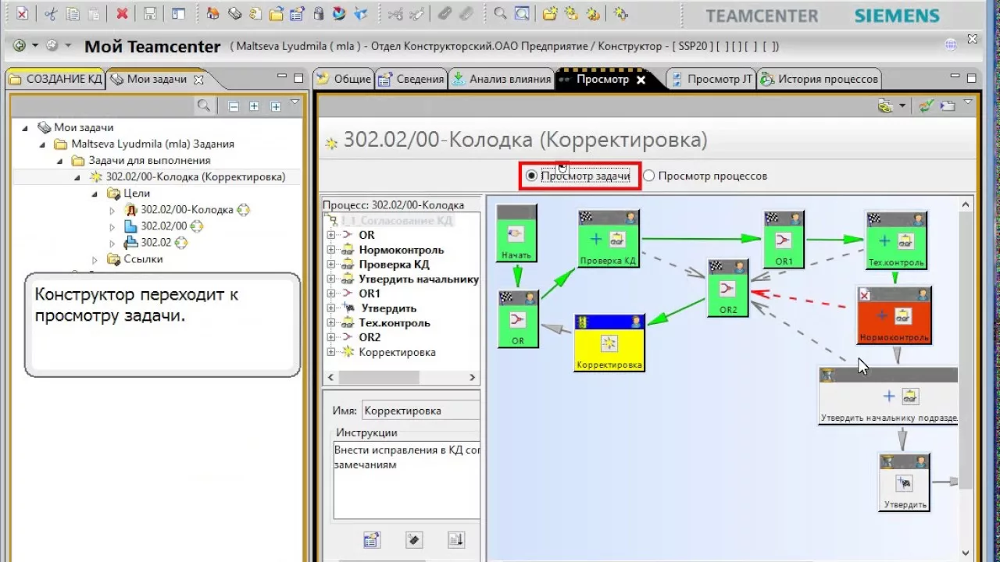 TEAMCENTER SIEMENS
Мой Teamcenter ( Maltseva Lyudmila ( mla ) - Отдел Конструкорский.ОАО Предприятие / Конструктор - [ SSP20 ] [ ] [ ] [ ] [ ])
СОЗДАНИЕ КД Мои задачи Общие Сведения Анализ влияния Просмотр Просмотр JT История процессов
Мои задачи
Maltseva Lyudmila (mla) Задания
Задачи для выполнения
302.02/00-Колодка (Корректировка)
Цели
302.02/00-Колодка
302.02/00
302.02
Ссылки
Конструктор переходит к
просмотру задачи.
302.02/00-Колодка (Корректировка)
Просмотр задачи Просмотр процессов
Процесс: 302.02/00-Колодка
!_1_Согласование КД
OR
Нормоконтроль
Проверка КД
Утвердить начальнику
OR1
Утвердить
Тех.контроль
OR2
Корректировка
Имя: Корректировка
Инструкции
Внести исправления в КД сог
замечаниям
Начать
Проверка КД
OR1
Тех.контроль
OR
OR2
Нормоконтроль
Корректировка
Утвердить начальнику подразде
Утвердить